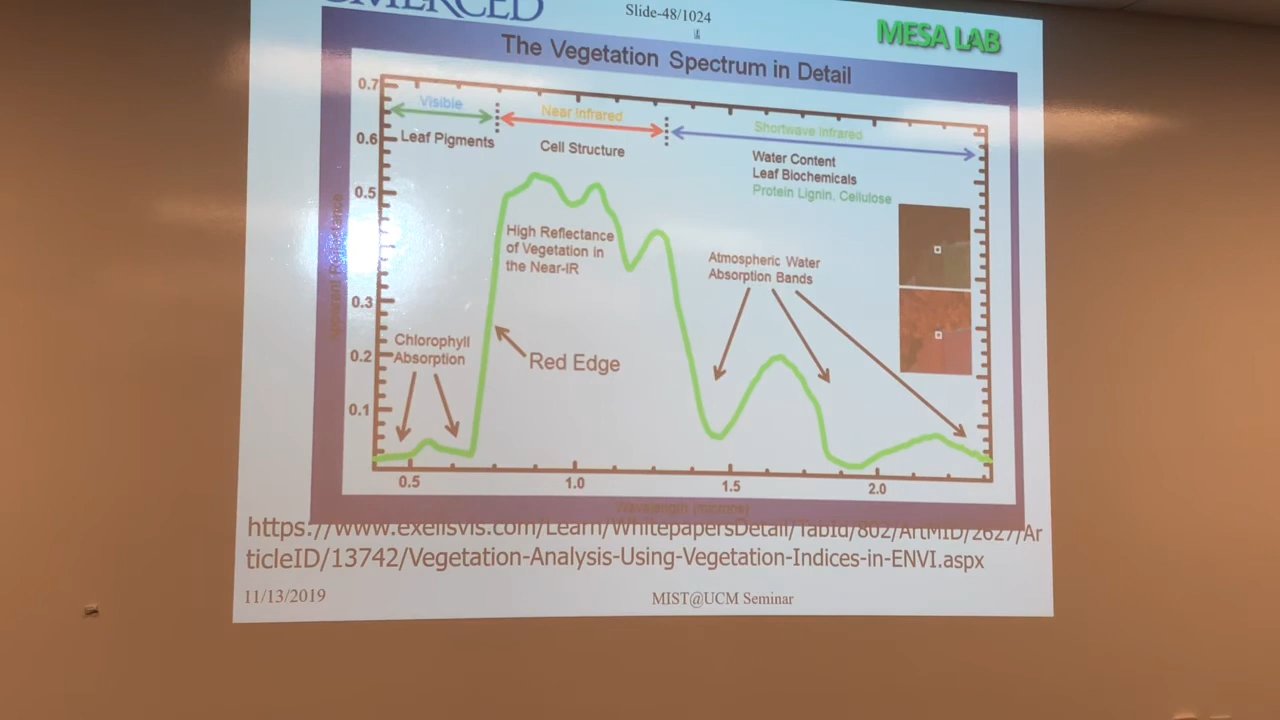 Slide-48/1024
MESA LAB
The Vegetation Spectrum in Detail
0.7
Visible
Near Infrared
Shortwave Infrared
0.6
Leaf Pigments
Cell Structure
Water Content
Leaf Biochemicals
Protein Lignin, Cellulose
0.5
High Reflectance
of Vegetation in
the Near-IR
Atmospheric Water
Absorption Bands
0.3
Chlorophyll
Absorption
0.2
Red Edge
0.1
0.5
1.0
1.5
2.0
https://www.exelisvis.com/Learn/WhitepapersDetail/TabId/802/ArtMID/2627/Ar
ticleID/13742/Vegetation-Analysis-Using-Vegetation-Indices-in-ENVI.aspx
11/13/2019
MIST@UCM Seminar